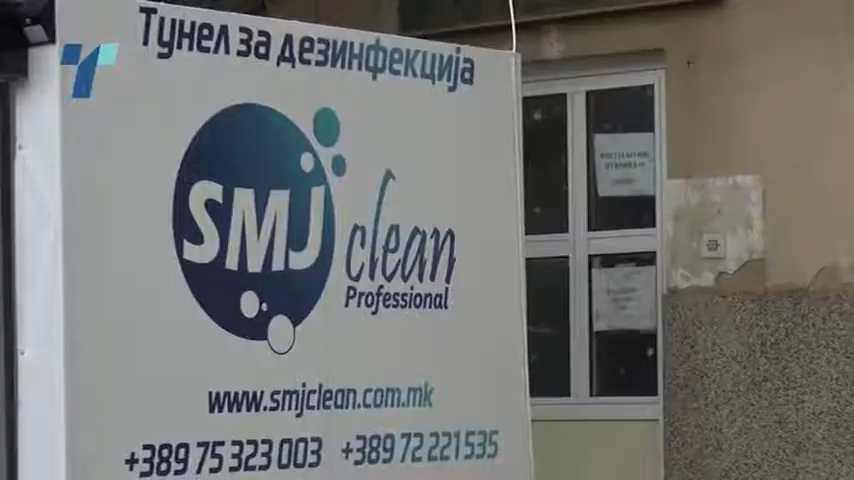 Тунел за дезинфекција
SMJ
clean
Professional
www.smjclean.com.mk
+389 75 323 003 +389 72 221 535